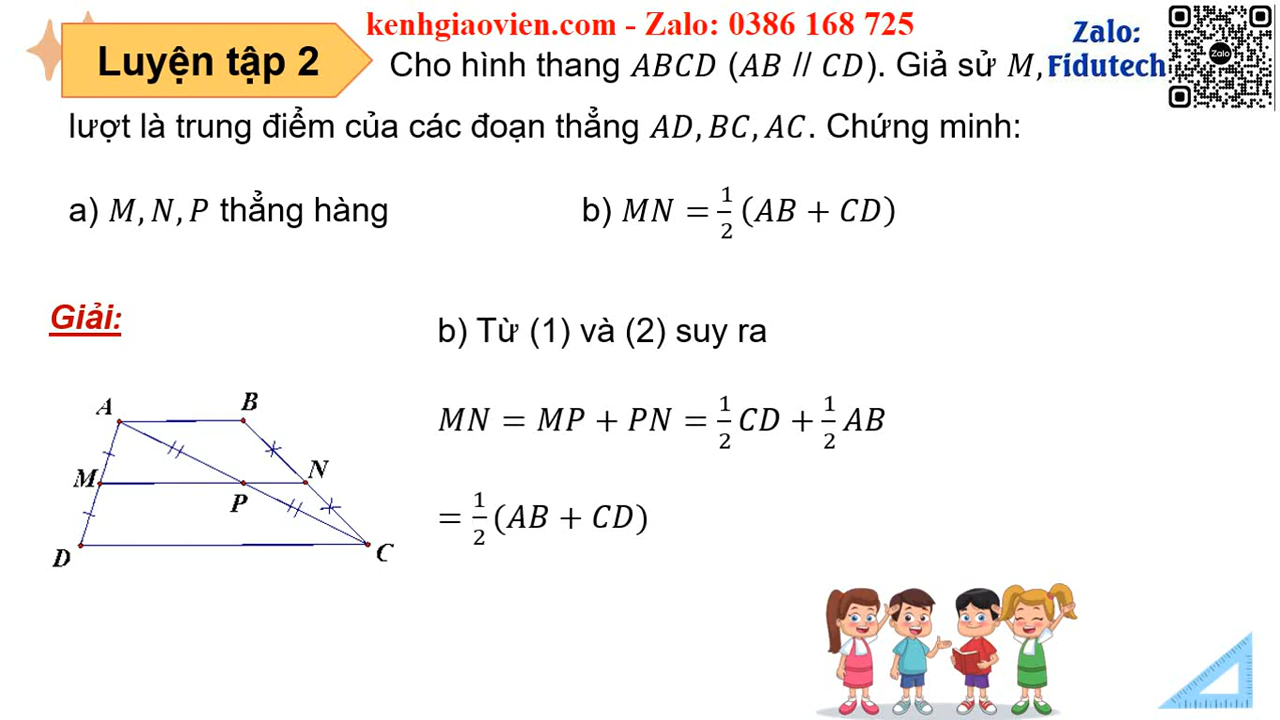 kenhgiaovien.com - Zalo: 0386 168 725
Zalo:
Fidutech
Zalo
Luyện tập 2
Cho hình thang ABCD (AB // CD). Giả sử M,
lượt là trung điểm của các đoạn thẳng AD, BC, AC. Chứng minh:
a) M, N, P thẳng hàng
b) MN = 1/2 (AB + CD)
Giải:
b) Từ (1) và (2) suy ra
MN = MP + PN = 1/2 CD + 1/2 AB
= 1/2 (AB + CD)
A
B
M
N
P
D
C